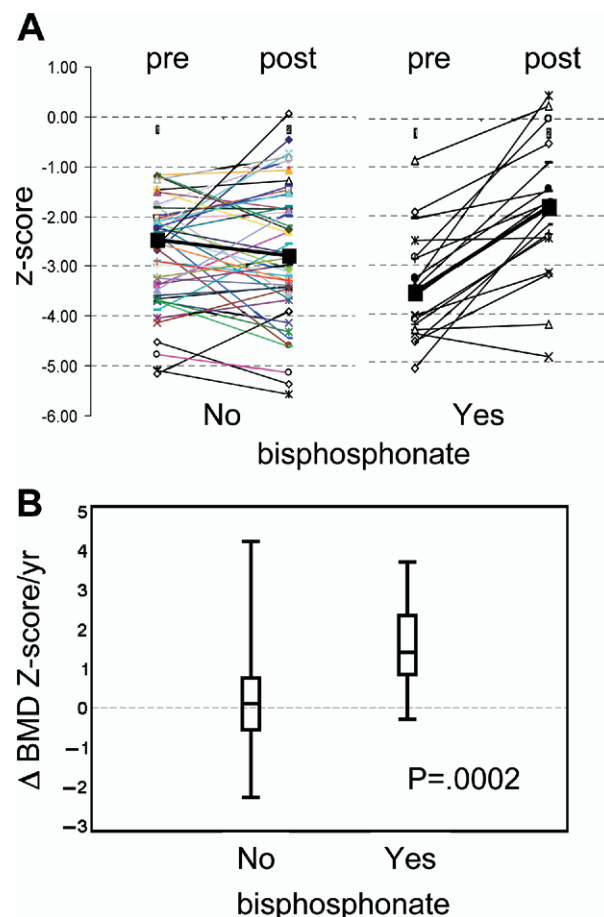 A
pre post pre post
1.00
0.00
-1.00
-2.00
-3.00
-4.00
-5.00
-6.00
z-score
No Yes
bisphosphonate
B
5
4
3
2
1
0
−1
−2
−3
Δ BMD Z-score/yr
P=.0002
No Yes
bisphosphonate